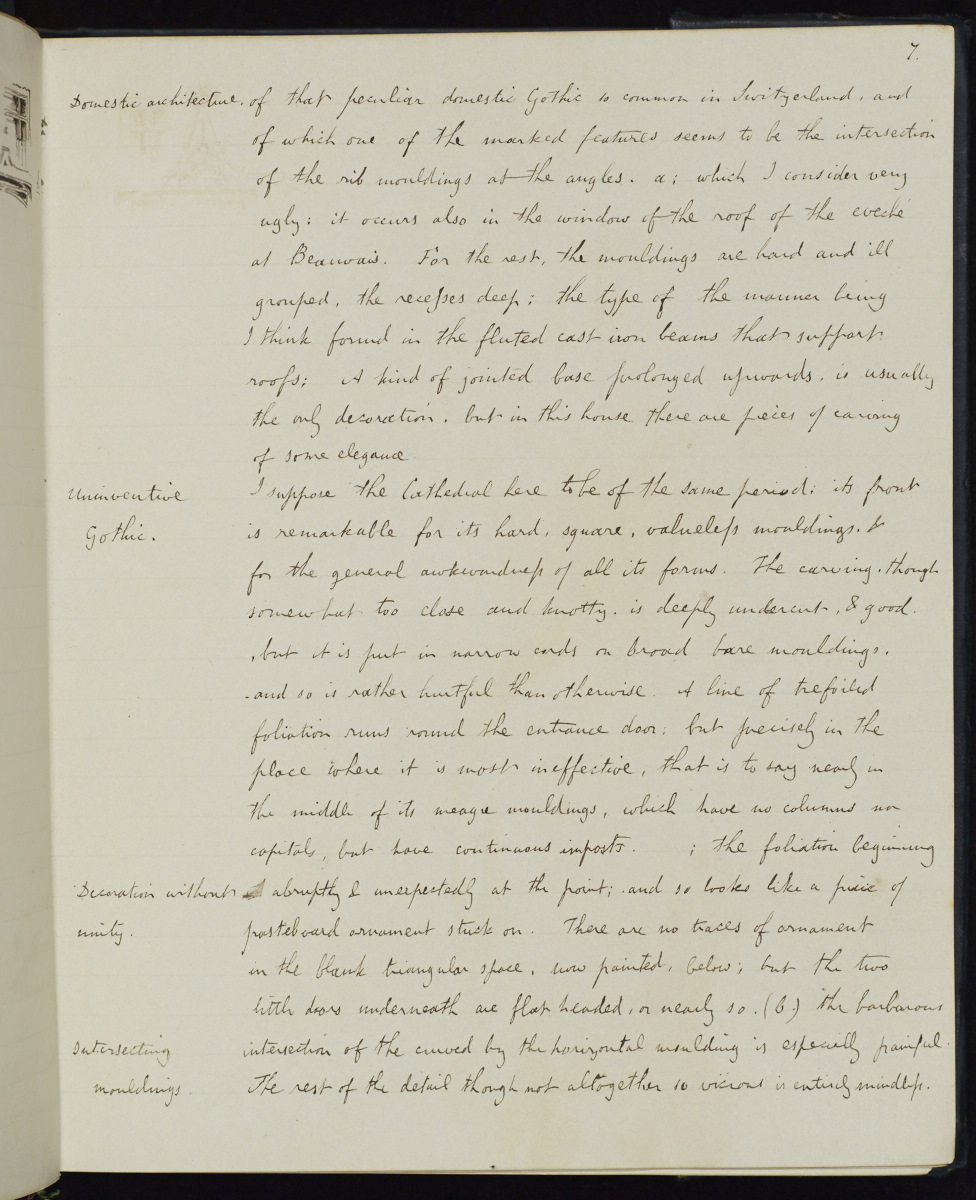 7.
Domestic architecture. of that peculiar domestic Gothic so common in Switzerland, and
of which one of the marked features seems to be the intersection
of the rib mouldings at the angles. a; which I consider very
ugly: it occurs also in the window of the roof of the eveché
at Beauvais. For the rest, the mouldings are hard and ill
grouped, the recesses deep; the type of the manner being
I think found in the fluted cast iron beams that support
roofs; A kind of jointed base prolonged upwards, is usually
the only decoration, but in this house there are pieces of carving
of some elegance
Uninventive I suppose the Cathedral here to be of the same period: its front
Gothic. is remarkable for its hard, square, valueless mouldings. &
for the general awkwardness of all its forms. The carving, though
somewhat too close and knotty, is deeply undercut, & good.
, but it is put in narrow cords on broad bare mouldings.
- and so is rather hurtful than otherwise. A line of trefoiled
foliation runs round the entrance door: but precisely in the
place where it is most ineffective, that is to say nearly in
the middle of its meagre mouldings, which have no columns nor
capitals, but have continuous imposts. ; the foliation beginning
Decoration without abruptly & unexpectedly at the point; and so looks like a piece of
unity. pasteboard ornament stuck on. There are no traces of ornament
in the blank triangular space, now painted, below; but the two
little doors underneath are flat headed, or nearly so. (b.) the barbarous
Intersecting intersection of the curved by the horizontal moulding is especially painful.
mouldings. The rest of the detail though not altogether so vicious is entirely mindless.